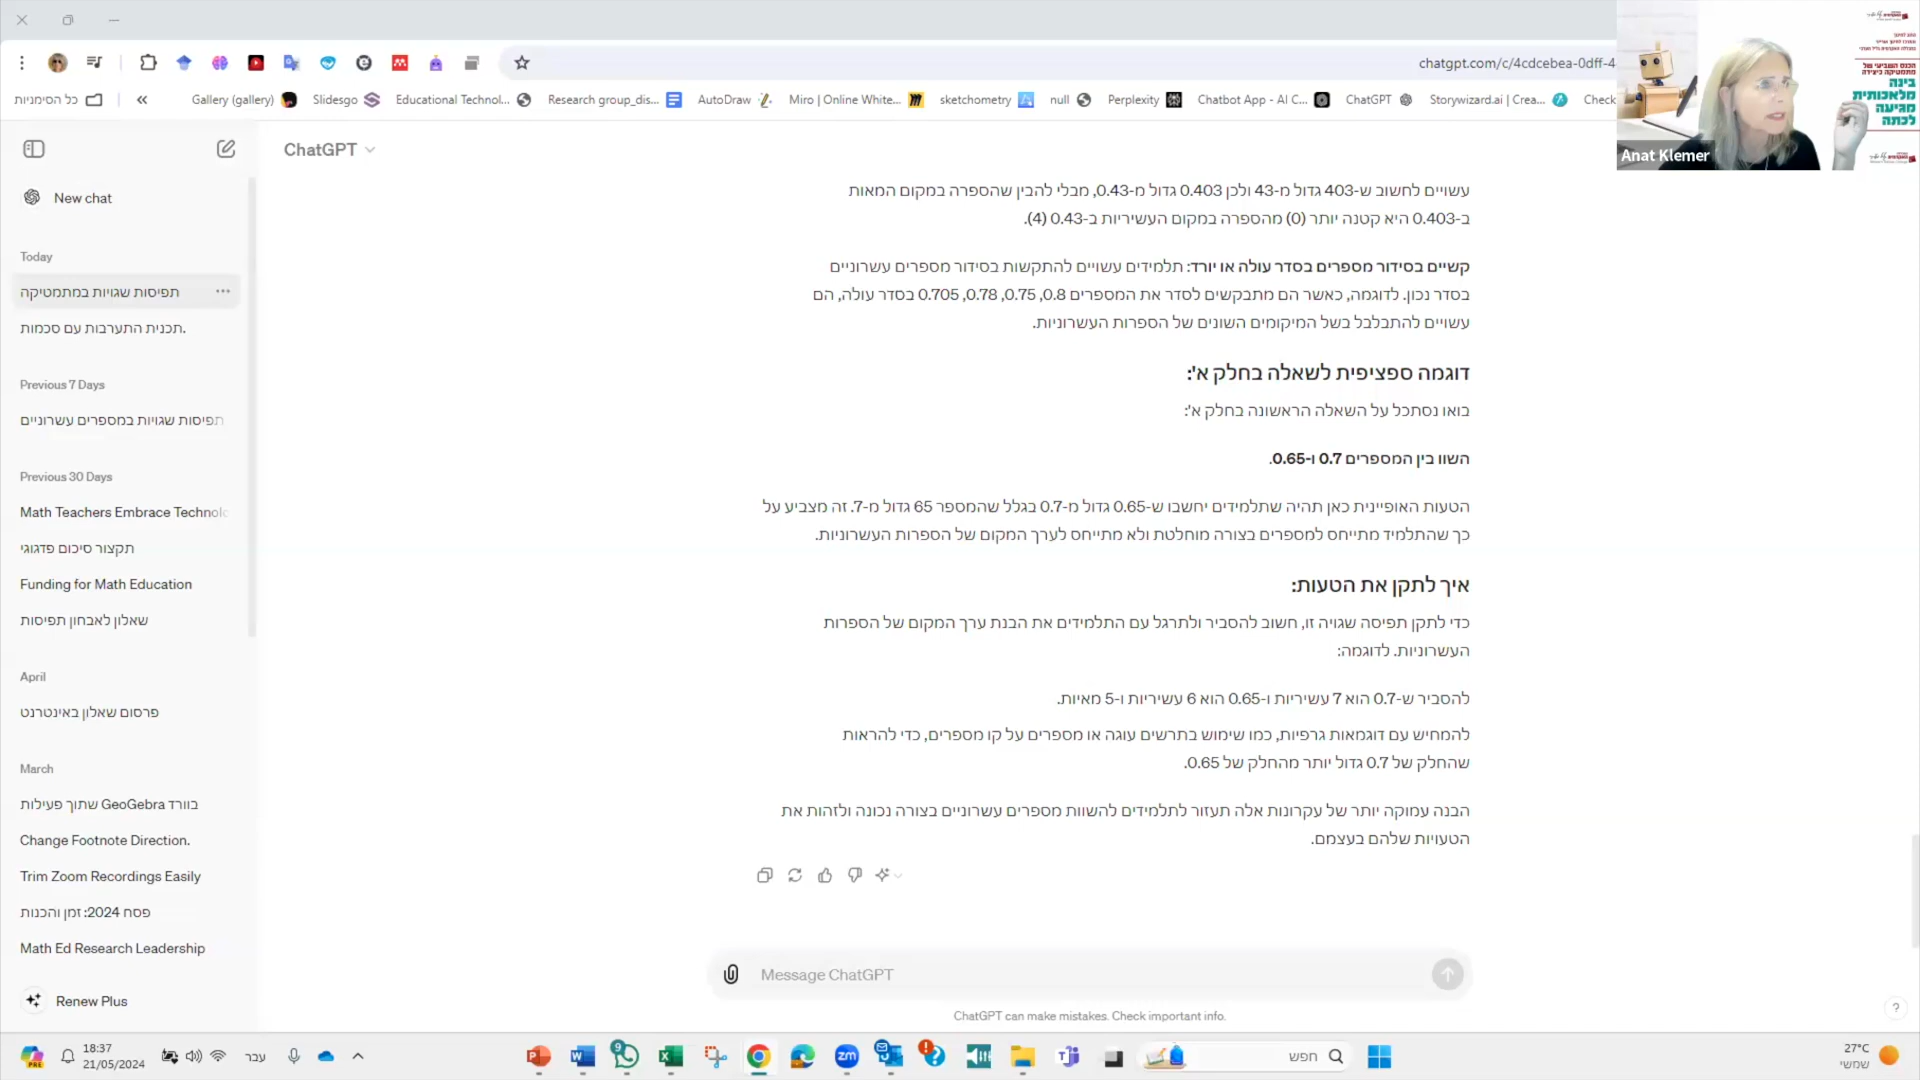 chatgpt.com/c/4cdcebea-0dff-4
כל הסימניות
«
Gallery (gallery)
Slidesgo
Educational Technol...
Research group_dis...
AutoDraw
Miro | Online White...
sketchometry
null
Perplexity
Chatbot App - AI C...
ChatGPT
Storywizard.ai | Crea...
Check
Anat Klemer
הכנס השביעי של
מתמטיקה כיצירה
בינה
מלאכותית
מגיעה
לכתה
ChatGPT
New chat
Today
תפיסות שגויות במתמטיקה
תכנית התערבות עם סכמות.
Previous 7 Days
תפיסות שגויות במספרים עשרוניים
Previous 30 Days
Math Teachers Embrace Technolo
תקצור סיכום פדגוגי
Funding for Math Education
שאלון לאבחון תפיסות
April
פרסום שאלון באינטרנט
March
שתוך פעילות GeoGebra בוורד
Change Footnote Direction.
Trim Zoom Recordings Easily
פסח 2024: זמן והכנות
Math Ed Research Leadership
Renew Plus
עשויים לחשוב ש-403 גדול מ-43 ולכן 0.403 גדול מ-0.43, מבלי להבין שהספרה במקום המאות
ב-0.403 היא קטנה יותר (0) מהספרה במקום העשיריות ב-0.43 (4).
קשיים בסידור מספרים בסדר עולה או יורד: תלמידים עשויים להתקשות בסידור מספרים עשרוניים
בסדר נכון. לדוגמה, כאשר הם מתבקשים לסדר את המספרים 0.8, 0.75, 0.78, 0.705 בסדר עולה, הם
עשויים להתבלבל בשל המיקומים השונים של הספרות העשרוניות.
דוגמה ספציפית לשאלה בחלק א':
בואו נסתכל על השאלה הראשונה בחלק א':
השוו בין המספרים 0.7 ו-0.65.
הטעות האופיינית כאן תהיה שתלמידים יחשבו ש-0.65 גדול מ-0.7 בגלל שהמספר 65 גדול מ-7. זה מצביע על
כך שהתלמיד מתייחס למספרים בצורה מוחלטת ולא מתייחס לערך המקום של הספרות העשרוניות.
איך לתקן את הטעות:
כדי לתקן תפיסה שגויה זו, חשוב להסביר ולתרגל עם התלמידים את הבנת ערך המקום של הספרות
העשרוניות. לדוגמה:
להסביר ש-0.7 הוא 7 עשיריות ו-0.65 הוא 6 עשיריות ו-5 מאיות.
להמחיש עם דוגמאות גרפיות, כמו שימוש בתרשים עוגה או מספרים על קו מספרים, כדי להראות
שהחלק של 0.7 גדול יותר מהחלק של 0.65.
הבנה עמוקה יותר של עקרונות אלה תעזור לתלמידים להשוות מספרים עשרוניים בצורה נכונה ולזהות את
הטעויות שלהם בעצמם.
Message ChatGPT
ChatGPT can make mistakes. Check important info.
?
18:37
21/05/2024
עבר
חפש
27°C
שמשי